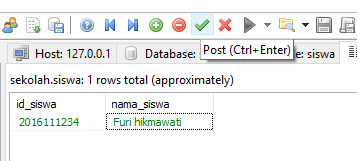 Host: 127.0.0.1 Database: e: siswa
Post (Ctrl+Enter)
sekolah.siswa: 1 rows total (approximately)
id_siswa nama_siswa
2016111234 Furi hikmawati